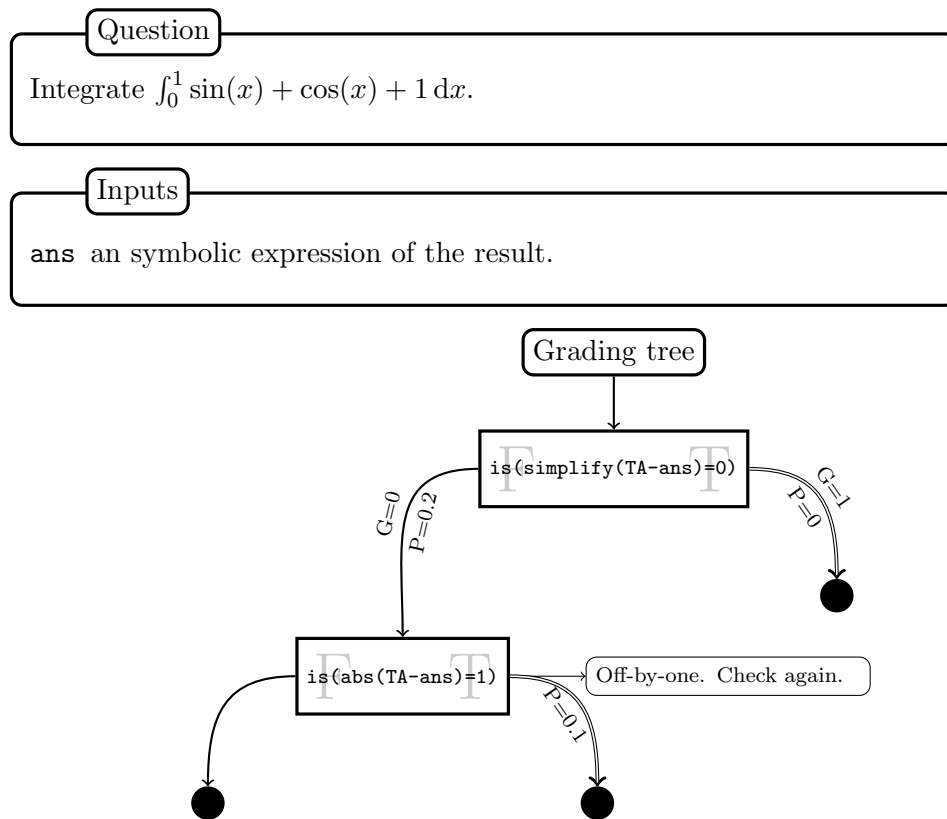 Question
Integrate ∫₀¹ sin(x) + cos(x) + 1 dx.
Inputs
ans an symbolic expression of the result.
Grading tree
F T
is(simplify(TA-ans)=0)
G=0
P=0.2
G=1
P=0
F T
is(abs(TA-ans)=1)
Off-by-one. Check again.
P=0.1